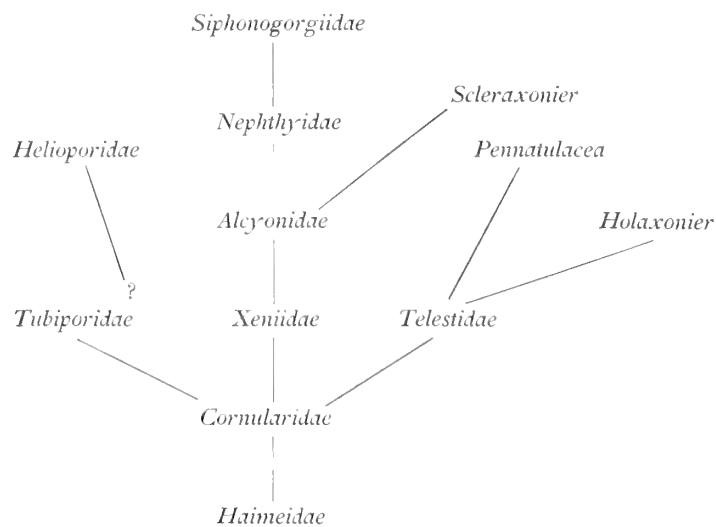 Siphonogorgiidae
Scleraxonier
Nephthyidae
Helioporidae
Pennatulacea
Alcyonidae
Holaxonier
?
Tubiporidae
Xeniidae
Telestidae
Cornularidae
Haimeidae